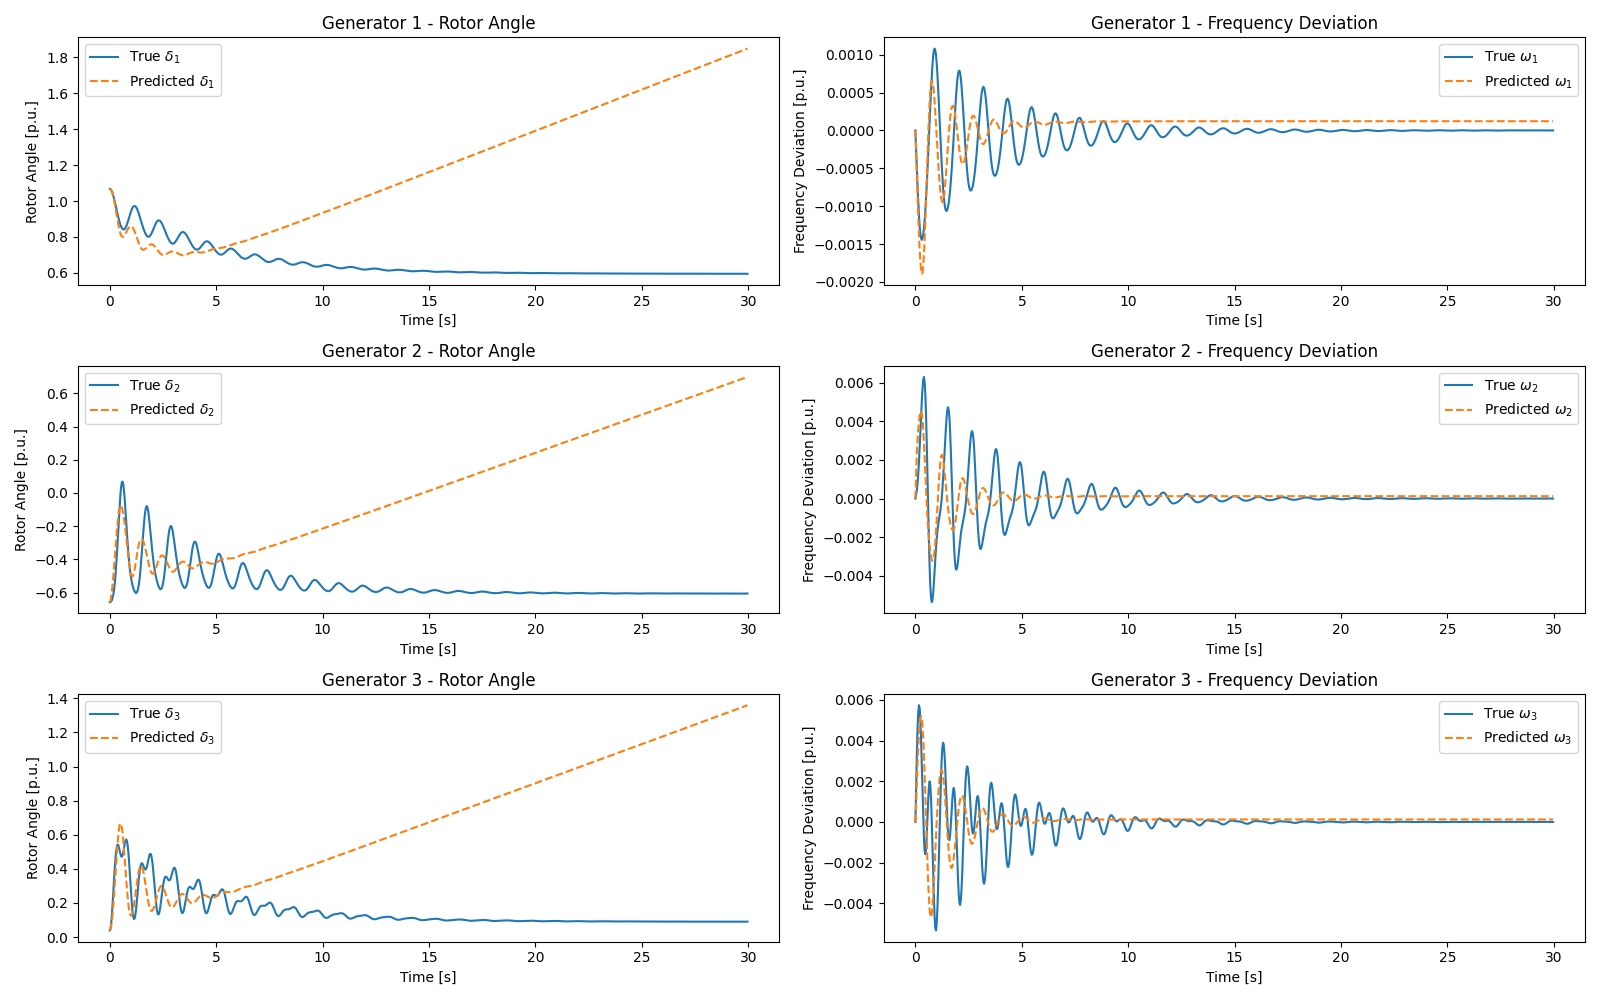 Generator 1 - Rotor Angle
Rotor Angle [p.u.]
1.8
1.6
1.4
1.2
1.0
0.8
0.6
True δ₁
Predicted δ₁
0 5 10 15 20 25 30
Time [s]
Generator 1 - Frequency Deviation
Frequency Deviation [p.u.]
0.0010
0.0005
0.0000
−0.0005
−0.0010
−0.0015
−0.0020
True ω₁
Predicted ω₁
0 5 10 15 20 25 30
Time [s]
Generator 2 - Rotor Angle
Rotor Angle [p.u.]
0.6
0.4
0.2
0.0
−0.2
−0.4
−0.6
True δ₂
Predicted δ₂
0 5 10 15 20 25 30
Time [s]
Generator 2 - Frequency Deviation
Frequency Deviation [p.u.]
0.006
0.004
0.002
0.000
−0.002
−0.004
True ω₂
Predicted ω₂
0 5 10 15 20 25 30
Time [s]
Generator 3 - Rotor Angle
Rotor Angle [p.u.]
1.4
1.2
1.0
0.8
0.6
0.4
0.2
0.0
True δ₃
Predicted δ₃
0 5 10 15 20 25 30
Time [s]
Generator 3 - Frequency Deviation
Frequency Deviation [p.u.]
0.006
0.004
0.002
0.000
−0.002
−0.004
True ω₃
Predicted ω₃
0 5 10 15 20 25 30
Time [s]